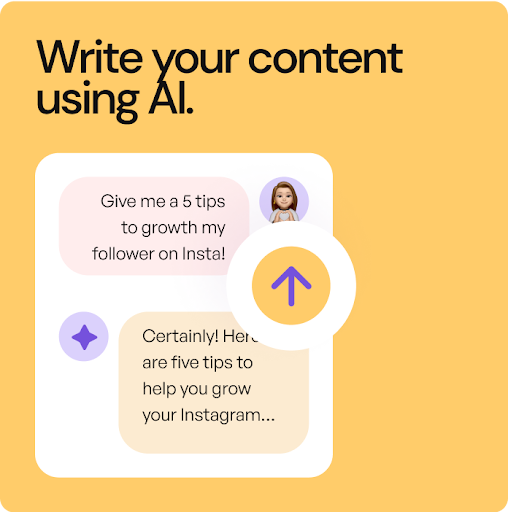 Write your content
using AI.
Give me a 5 tips
to growth my
follower on Insta!
Certainly!
are five tips to
help you grow
your Instagram...